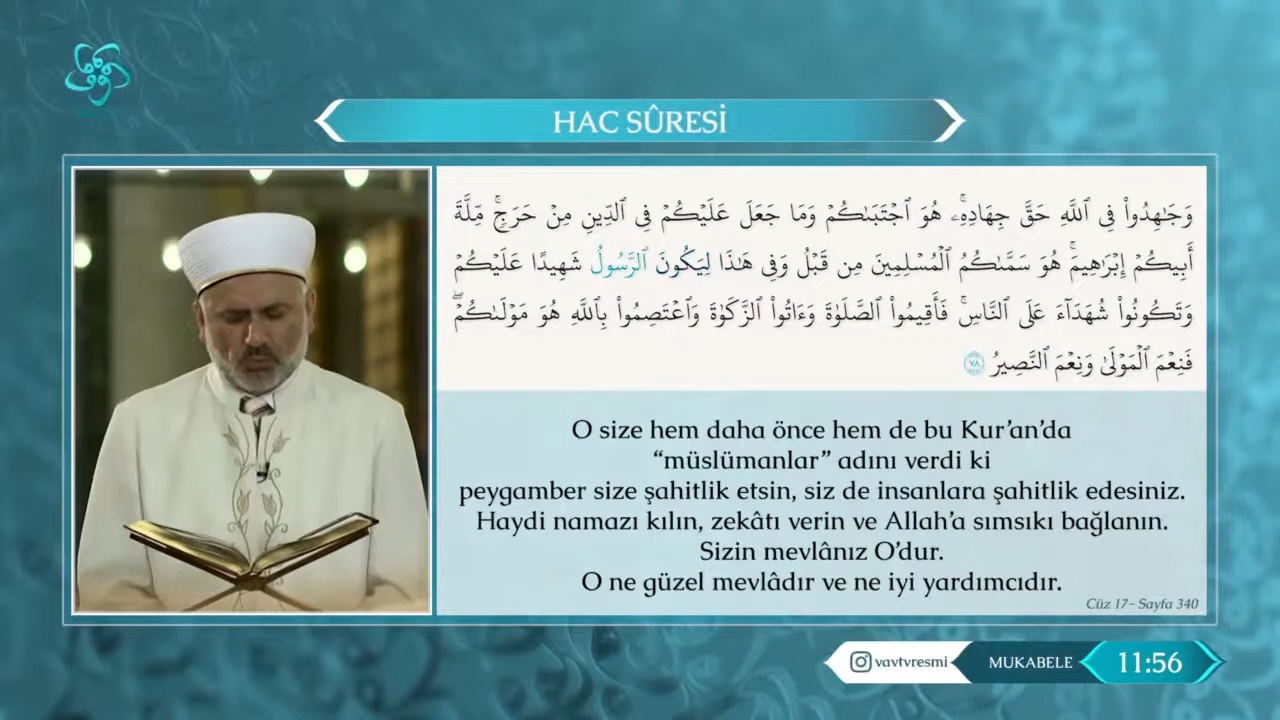 HAC SÛRESİ
وَجَٰهِدُوا۟ فِى ٱللَّهِ حَقَّ جِهَادِهِۦۚ هُوَ ٱجْتَبَىٰكُمْ وَمَا جَعَلَ عَلَيْكُمْ فِى ٱلدِّينِ مِنْ حَرَجٍۚ مِّلَّةَ
أَبِيكُمْ إِبْرَٰهِيمَۚ هُوَ سَمَّىٰكُمُ ٱلْمُسْلِمِينَ مِن قَبْلُ وَفِى هَٰذَا لِيَكُونَ ٱلرَّسُولُ شَهِيدًا عَلَيْكُمْ
وَتَكُونُوا۟ شُهَدَآءَ عَلَى ٱلنَّاسِۚ فَأَقِيمُوا۟ ٱلصَّلَوٰةَ وَءَاتُوا۟ ٱلزَّكَوٰةَ وَٱعْتَصِمُوا۟ بِٱللَّهِ هُوَ مَوْلَىٰكُمْۖ
فَنِعْمَ ٱلْمَوْلَىٰ وَنِعْمَ ٱلنَّصِيرُ ٧٨
O size hem daha önce hem de bu Kur’an’da
“müslümanlar” adını verdi ki
peygamber size şahitlik etsin, siz de insanlara şahitlik edesiniz.
Haydi namazı kılın, zekâtı verin ve Allah’a sımsıkı bağlanın.
Sizin mevlânız O’dur.
O ne güzel mevlâdır ve ne iyi yardımcıdır.
Cüz 17- Sayfa 340
vavtvresmi MUKABELE 11:56